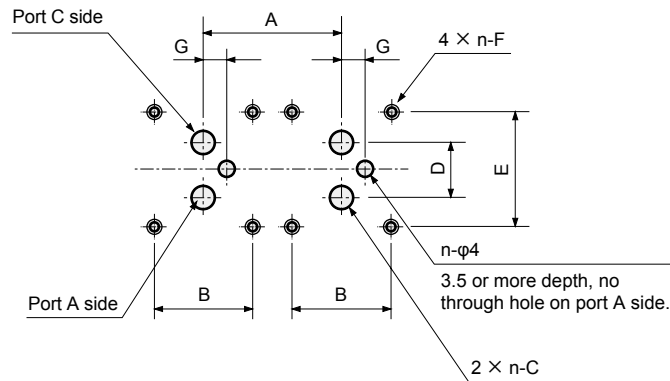 Port C side
A
G
G
4 × n-F
D
E
n-φ4
3.5 or more depth, no
through hole on port A side.
Port A side
B
B
2 × n-C